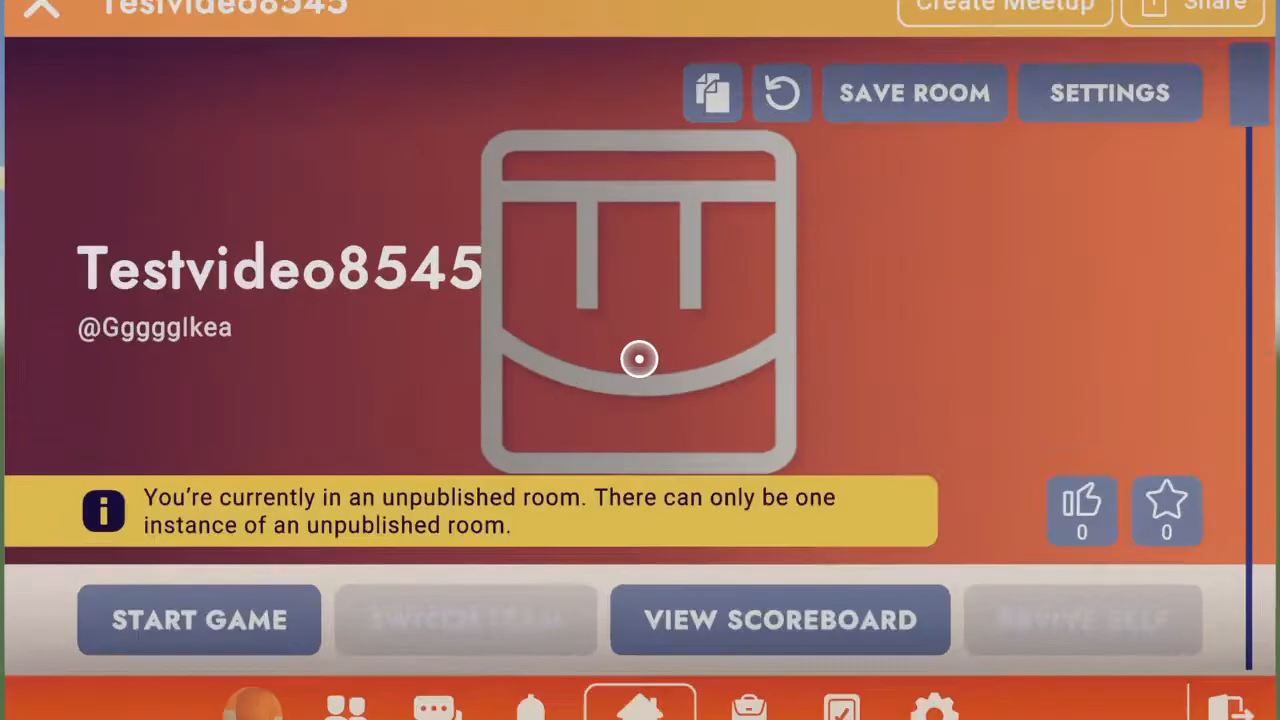 Testvideo8545
Create Meetup
Share
SAVE ROOM
SETTINGS
Testvideo8545
@GggggIkea
You’re currently in an unpublished room. There can only be one
instance of an unpublished room.
0
0
START GAME
VIEW SCOREBOARD